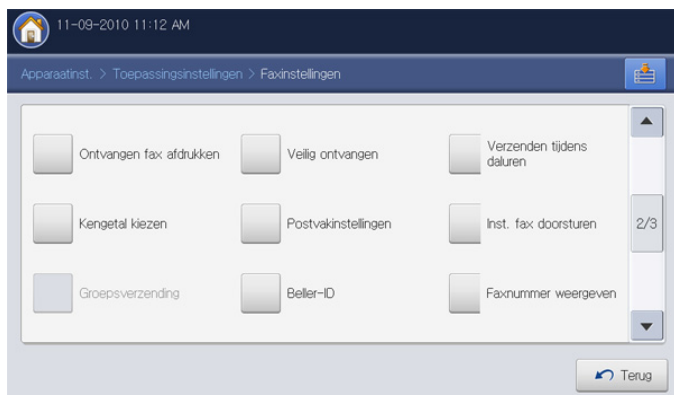 11-09-2010 11:12 AM
Apparaatinst. > Toepassingsinstellingen > Faxinstellingen
Ontvangen fax afdrukken
Veilig ontvangen
Verzenden tijdens
daluren
Kengetal kiezen
Postvakinstellingen
Inst. fax doorsturen
2/3
Groepsverzending
Beller-ID
Faxnummer weergeven
Terug